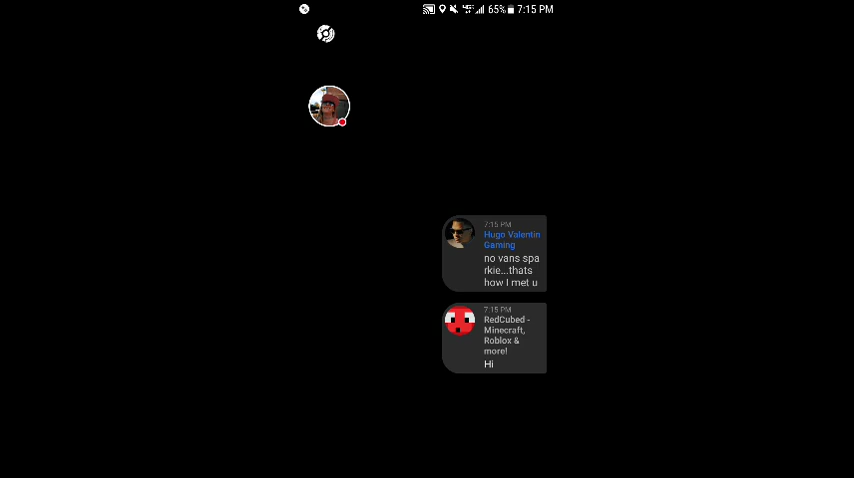 65% 7:15 PM
7:15 PM
Hugo Valentin
Gaming
no vans spa
rkie...thats
how I met u
7:15 PM
RedCubed -
Minecraft,
Roblox &
more!
Hi